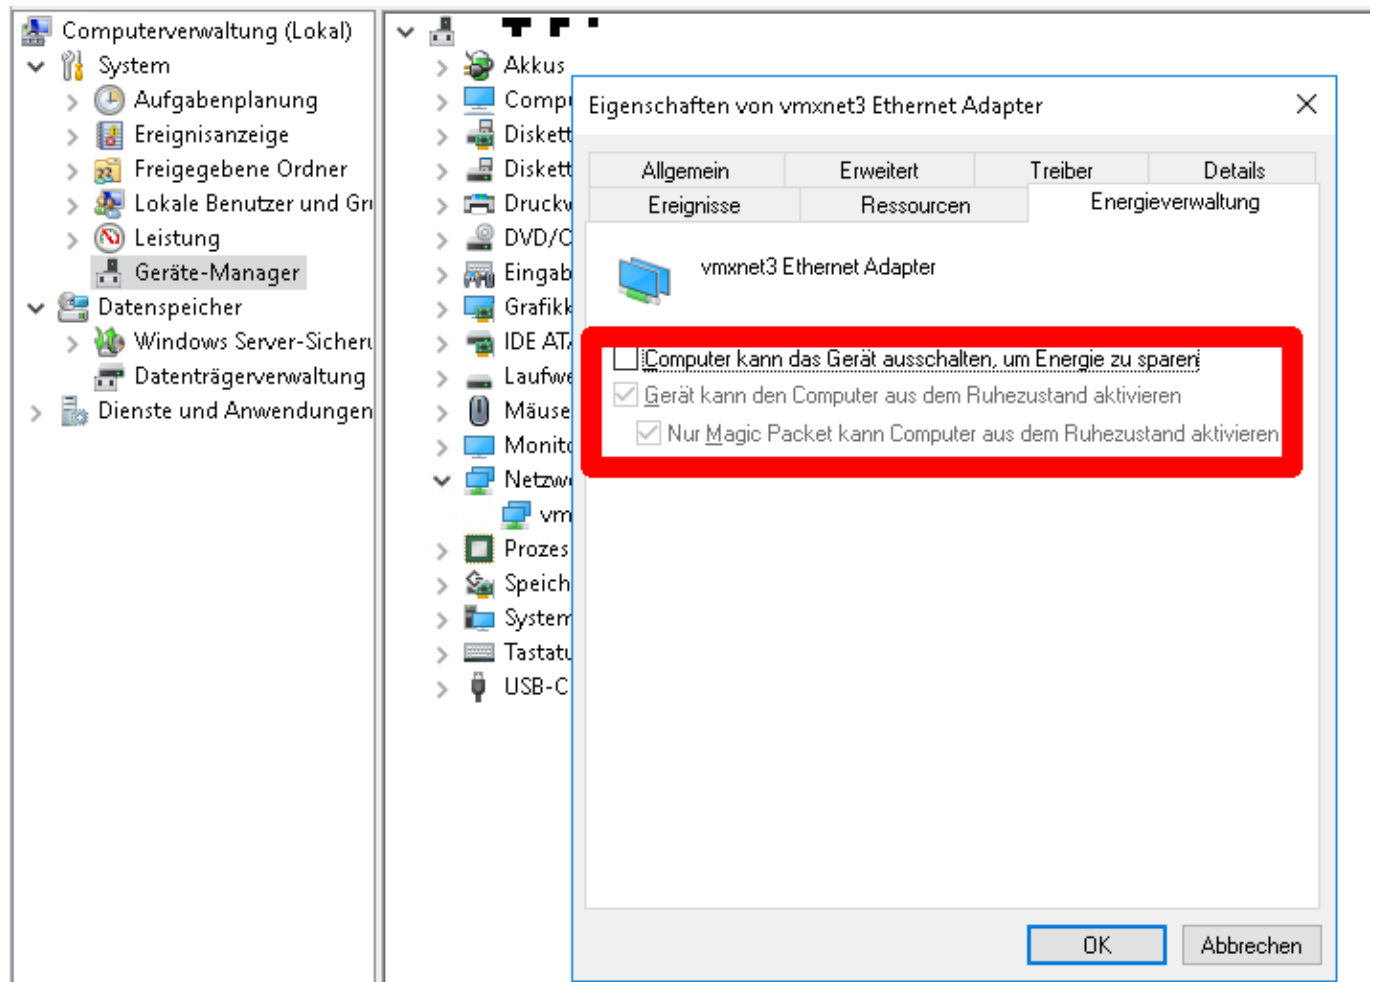 Computerverwaltung (Lokal)
System
Aufgabenplanung
Ereignisanzeige
Freigegebene Ordner
Lokale Benutzer und Gru
Leistung
Geräte-Manager
Datenspeicher
Windows Server-Sicheru
Datenträgerverwaltung
Dienste und Anwendungen
Akkus
Compu
Diskett
Diskett
Druckw
DVD/C
Eingab
Grafikk
IDE ATA
Laufwe
Mäuse
Monito
Netzwe
vm
Prozes
Speich
System
Tastatu
USB-C
Eigenschaften von vmxnet3 Ethernet Adapter
Allgemein Erweitert Treiber Details
Ereignisse Ressourcen Energieverwaltung
vmxnet3 Ethernet Adapter
Computer kann das Gerät ausschalten, um Energie zu sparen
Gerät kann den Computer aus dem Ruhezustand aktivieren
Nur Magic Packet kann Computer aus dem Ruhezustand aktivieren
OK Abbrechen